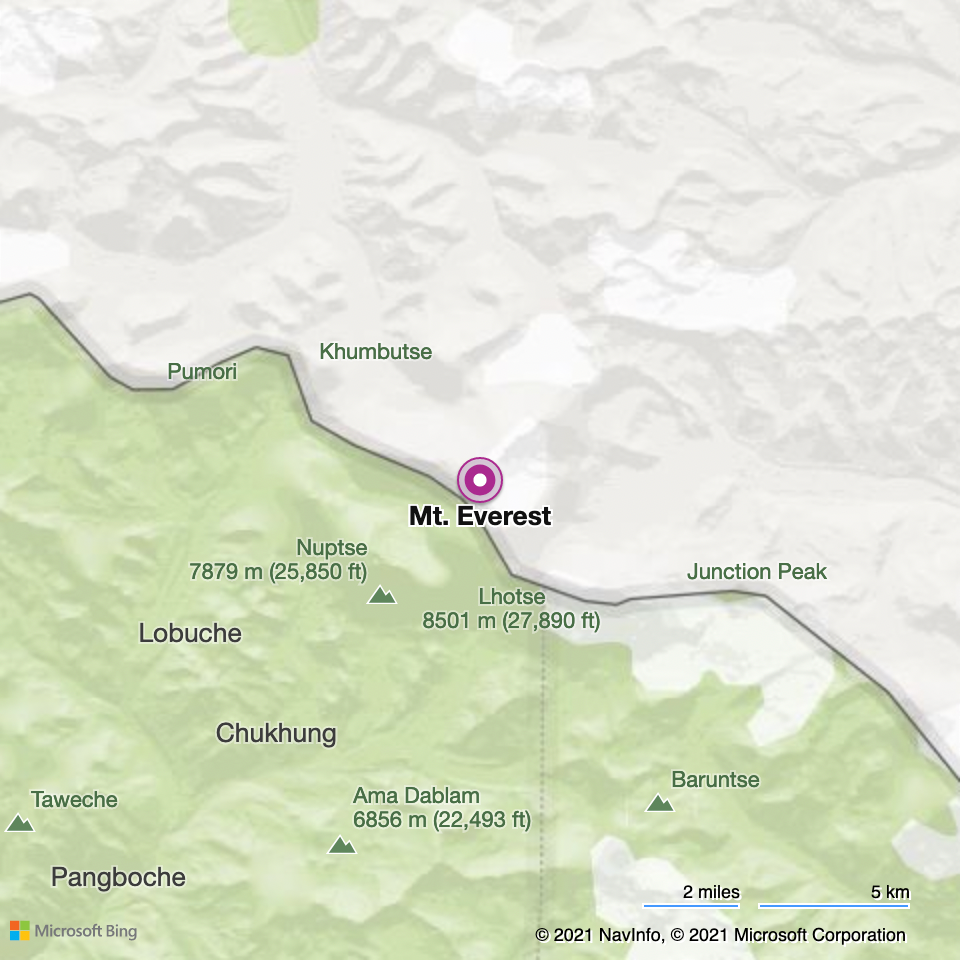 Khumbutse
Pumori
Mt. Everest
Nuptse
7879 m (25,850 ft)
Junction Peak
Lhotse
8501 m (27,890 ft)
Lobuche
Chukhung
Baruntse
Taweche
Ama Dablam
6856 m (22,493 ft)
Pangboche
2 miles
5 km
Microsoft Bing
© 2021 NavInfo, © 2021 Microsoft Corporation